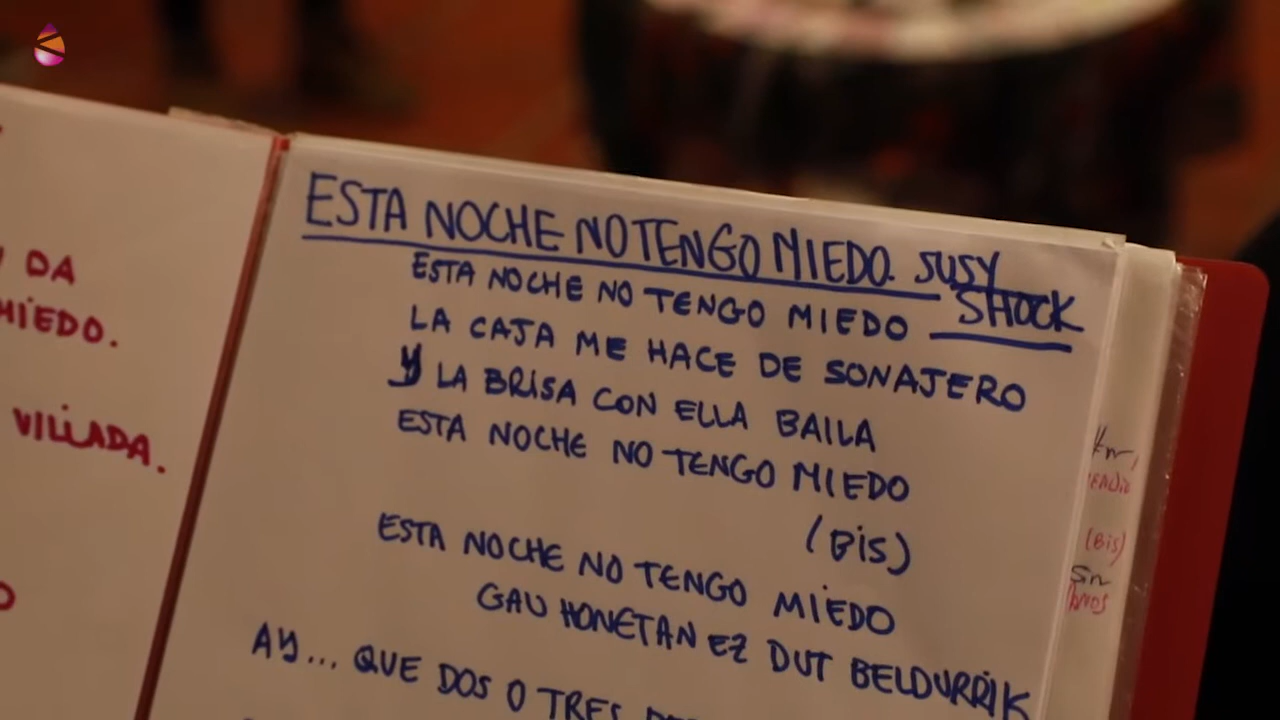 DA
MIEDO.
VILLADA.
ESTA NOCHE NO TENGO MIEDO. SUSY
SHOCK
ESTA NOCHE NO TENGO MIEDO
LA CAJA ME HACE DE SONAJERO
Y LA BRISA CON ELLA BAILA
ESTA NOCHE NO TENGO MIEDO
(BIS)
ESTA NOCHE NO TENGO MIEDO
GAU HONETAN EZ DUT BELDURRIK
AY... QUE DOS O TRES
(BIS)